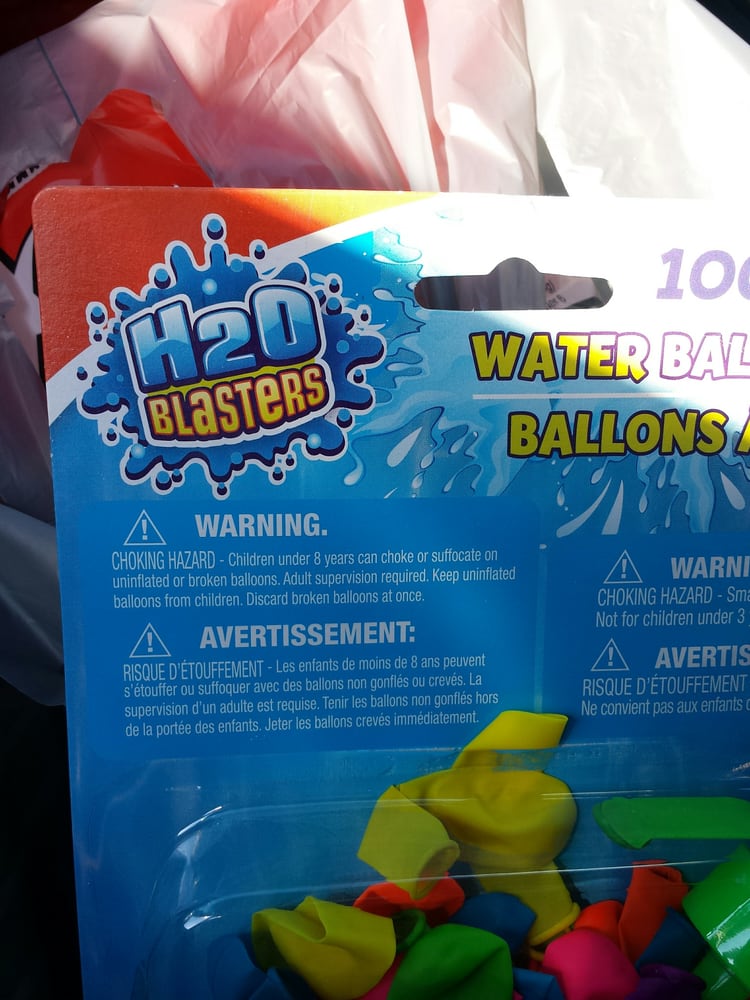 H2O
BLASTERS
100
WATER BAL
BALLONS A
WARNING.
CHOKING HAZARD - Children under 8 years can choke or suffocate on
uninflated or broken balloons. Adult supervision required. Keep uninflated
balloons from children. Discard broken balloons at once.
AVERTISSEMENT:
RISQUE D'ÉTOUFFEMENT - Les enfants de moins de 8 ans peuvent
s'étouffer ou suffoquer avec des ballons non gonflés ou crevés. La
supervision d'un adulte est requise. Tenir les ballons non gonflés hors
de la portée des enfants. Jeter les ballons crevés immédiatement.
WARNI
CHOKING HAZARD - Sma
Not for children under 3
AVERTIS
RISQUE D'ÉTOUFFEMENT
Ne convient pas aux enfants